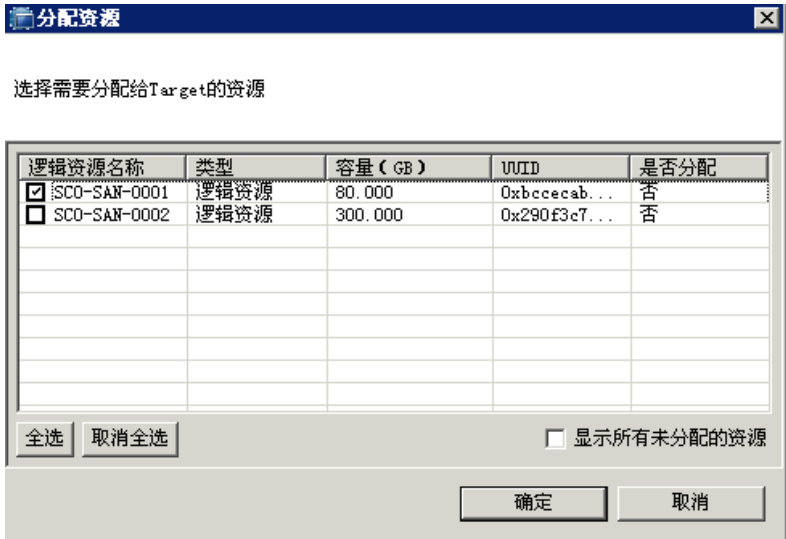 分配资源
选择需要分配给Target的资源
逻辑资源名称 类型 容量(GB) UUID 是否分配
SCO-SAN-0001 逻辑资源 80.000 0xbccecab... 否
SCO-SAN-0002 逻辑资源 300.000 0x290f3c7... 否
全选 取消全选 显示所有未分配的资源
确定 取消